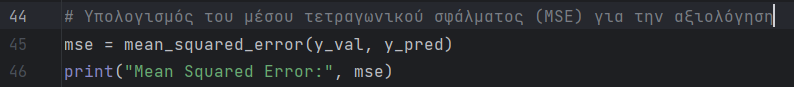 44 # Υπολογισμός του μέσου τετραγωνικού σφάλματος (MSE) για την αξιολόγηση
45 mse = mean_squared_error(y_val, y_pred)
46 print("Mean Squared Error:", mse)